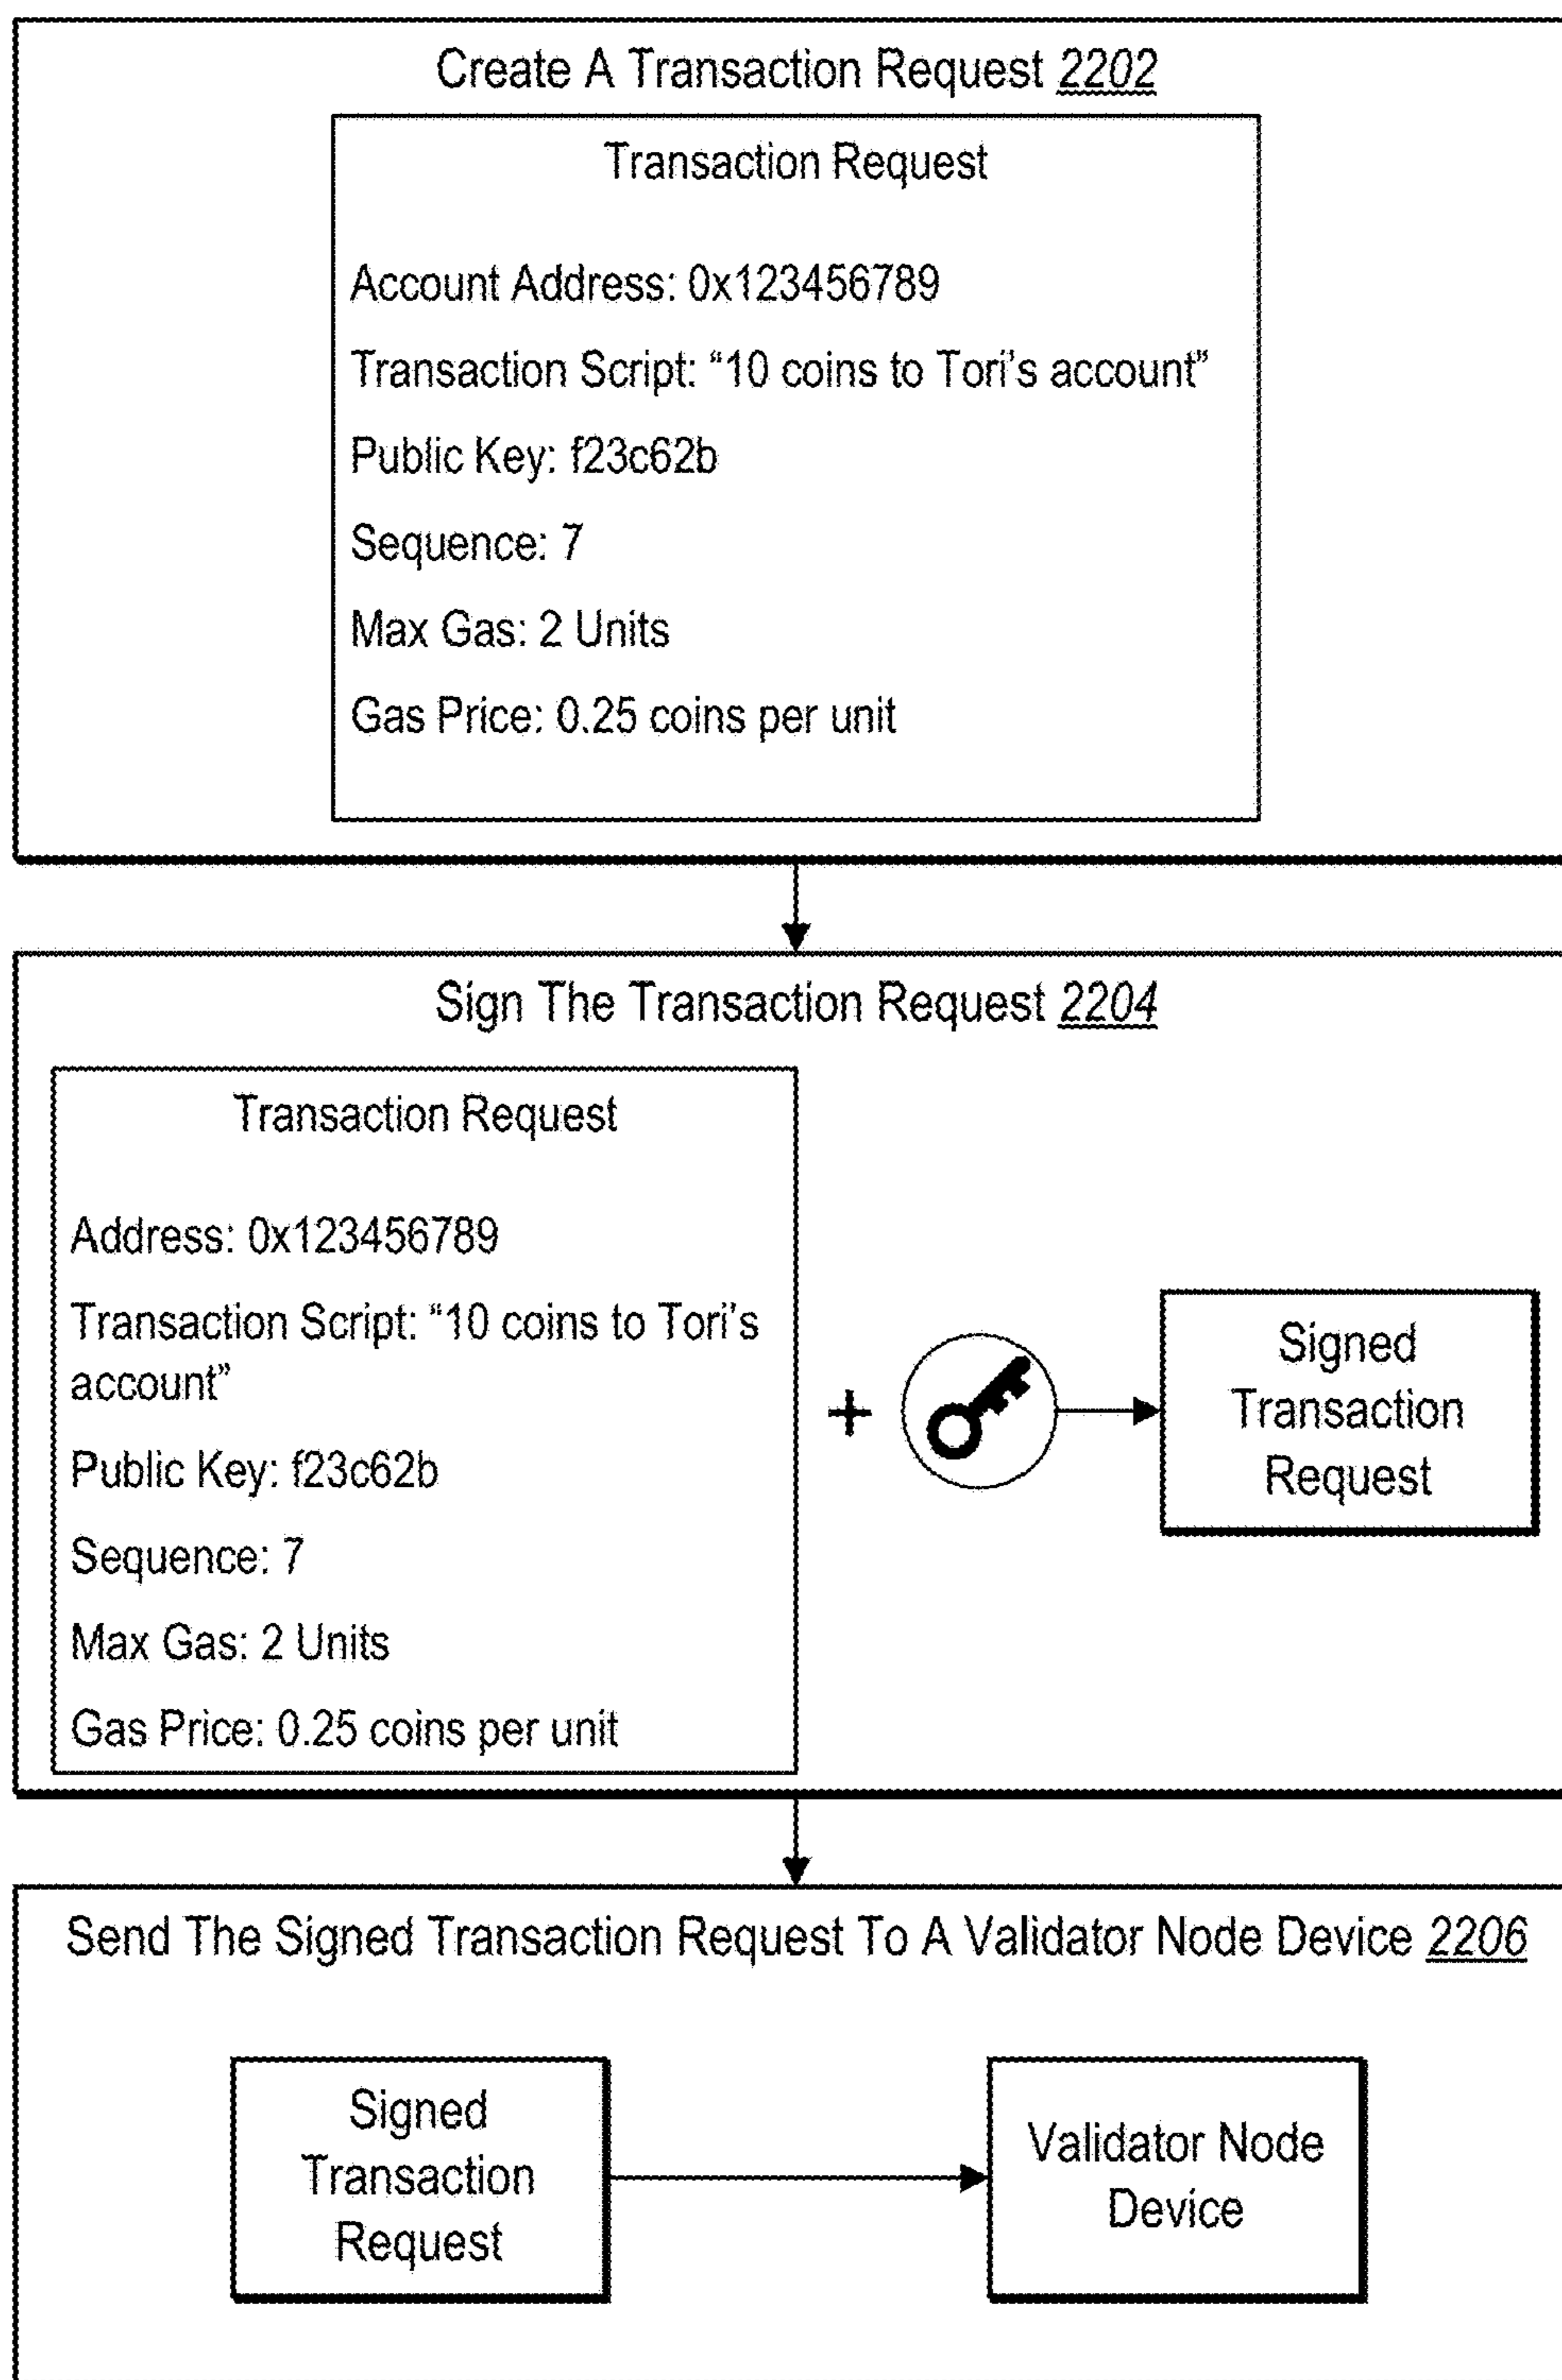 Create A Transaction Request 2202
Transaction Request
Account Address: 0x123456789
Transaction Script: “10 coins to Tori’s account”
Public Key: f23c62b
Sequence: 7
Max Gas: 2 Units
Gas Price: 0.25 coins per unit
Sign The Transaction Request 2204
Transaction Request
Address: 0x123456789
Transaction Script: “10 coins to Tori’s
account”
Public Key: f23c62b
Sequence: 7
Max Gas: 2 Units
Gas Price: 0.25 coins per unit
+
Signed
Transaction
Request
Send The Signed Transaction Request To A Validator Node Device 2206
Signed
Transaction
Request
Validator Node
Device